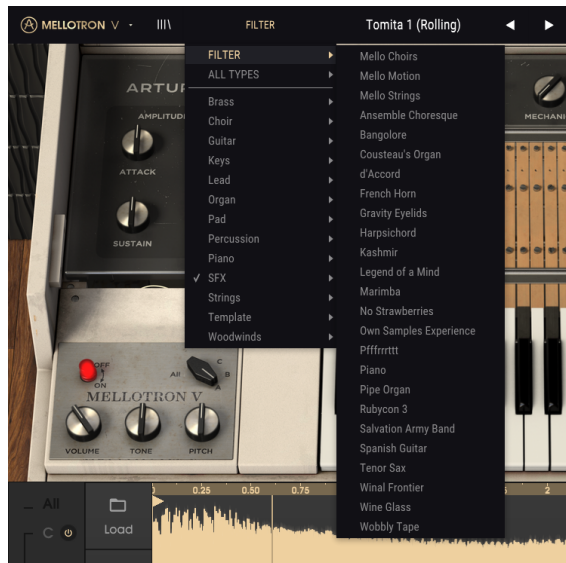 MELLOTRON V
FILTER
Tomita 1 (Rolling)
FILTER
ALL TYPES
Brass
Choir
Guitar
Keys
Lead
Organ
Pad
Percussion
Piano
SFX
Strings
Template
Woodwinds
Mello Choirs
Mello Motion
Mello Strings
Ansemble Choresque
Bangolore
Cousteau's Organ
d'Accord
French Horn
Gravity Eyelids
Harpsichord
Kashmir
Legend of a Mind
Marimba
No Strawberries
Own Samples Experience
Pfffrrrttt
Piano
Pipe Organ
Rubycon 3
Salvation Army Band
Spanish Guitar
Tenor Sax
Winal Frontier
Wine Glass
Wobbly Tape
ATTACK
SUSTAIN
OFF
ON
All
C
B
A
MELLOTRON V
VOLUME
TONE
PITCH
0.25
0.50
0.75
2
All
C
Load